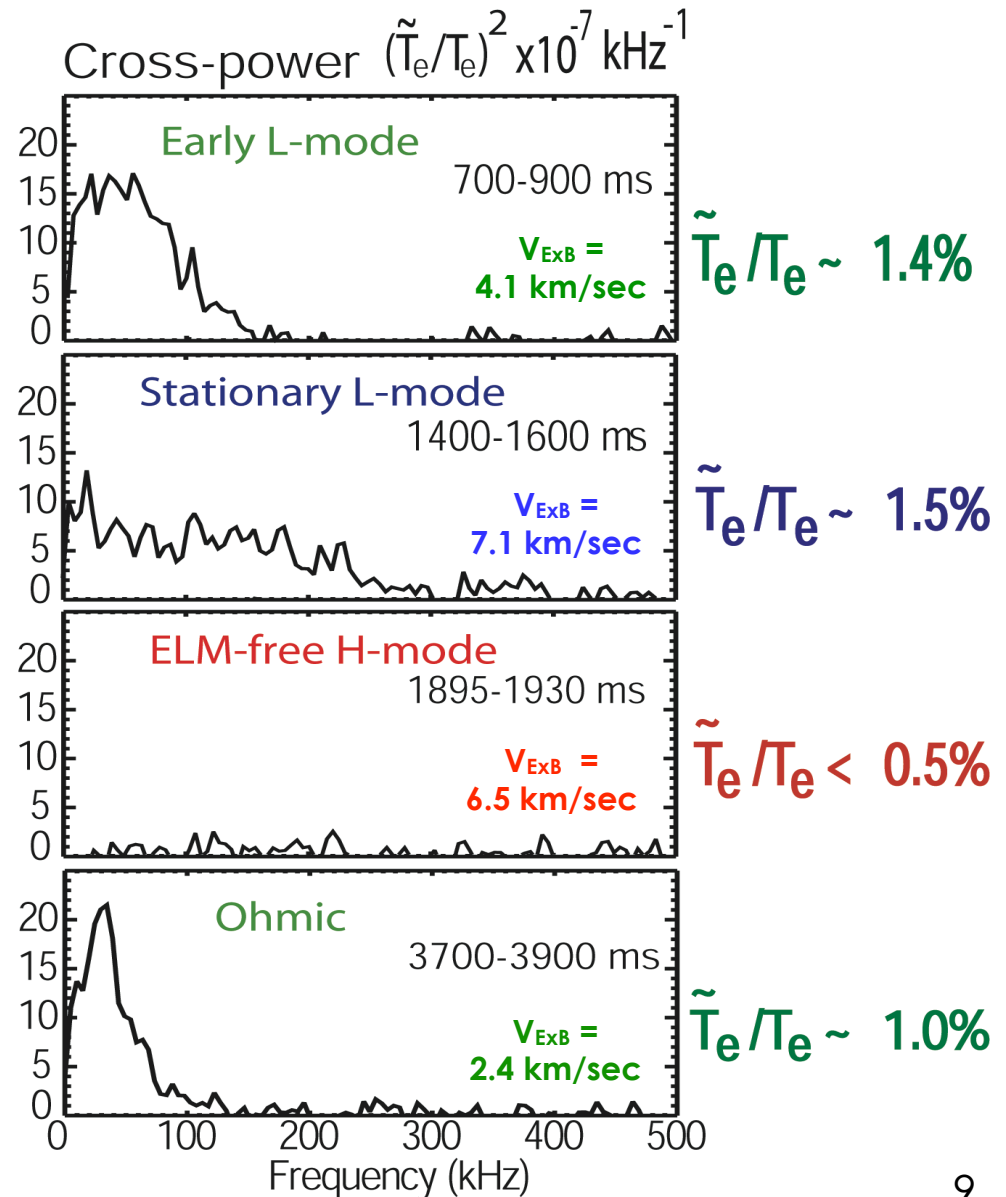 Cross-power (T̃e/Te)² x10⁻⁷ kHz⁻¹
20
15
10
5
0
Early L-mode
700-900 ms
VExB =
4.1 km/sec
T̃e/Te ~ 1.4%
20
15
10
5
0
Stationary L-mode
1400-1600 ms
VExB =
7.1 km/sec
T̃e/Te ~ 1.5%
20
15
10
5
0
ELM-free H-mode
1895-1930 ms
VExB =
6.5 km/sec
T̃e/Te < 0.5%
20
15
10
5
0
Ohmic
3700-3900 ms
VExB =
2.4 km/sec
T̃e/Te ~ 1.0%
0 100 200 300 400 500
Frequency (kHz)
9